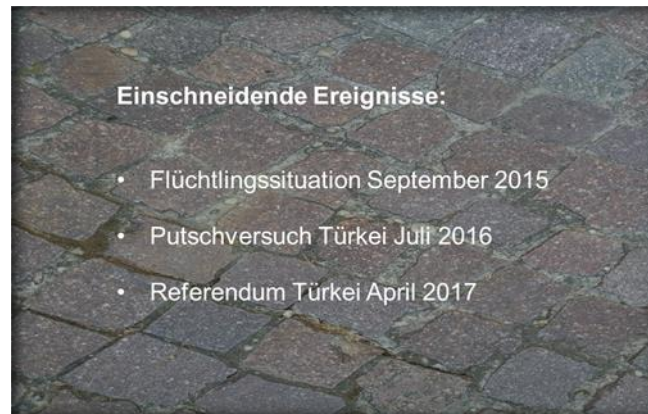 Einschneidende Ereignisse:
• Flüchtlingssituation September 2015
• Putschversuch Türkei Juli 2016
• Referendum Türkei April 2017